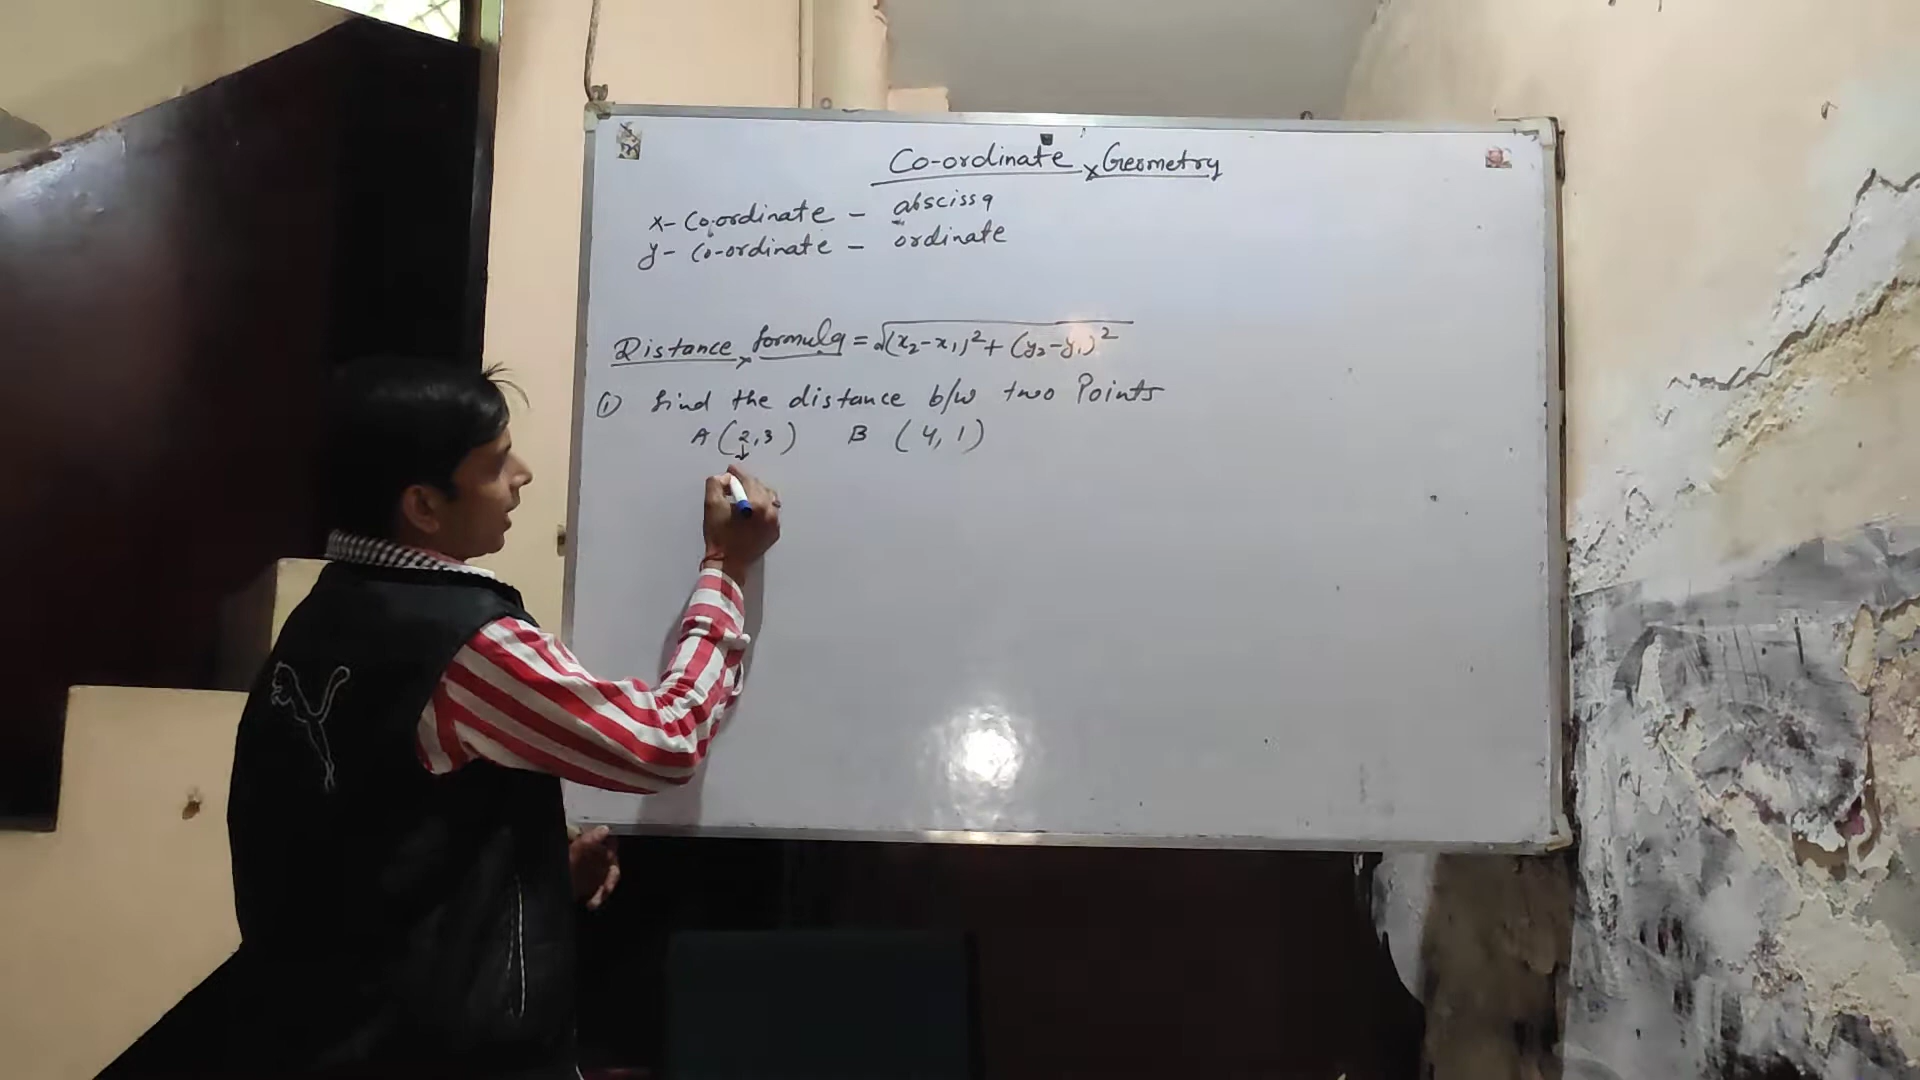 Co-ordinate Geometry
x- Co-ordinate - abscissa
y- Co-ordinate - ordinate
Distance formula = √(x₂-x₁)²+(y₂-y₁)²
① find the distance b/w two Points
A (2,3) B (4,1)